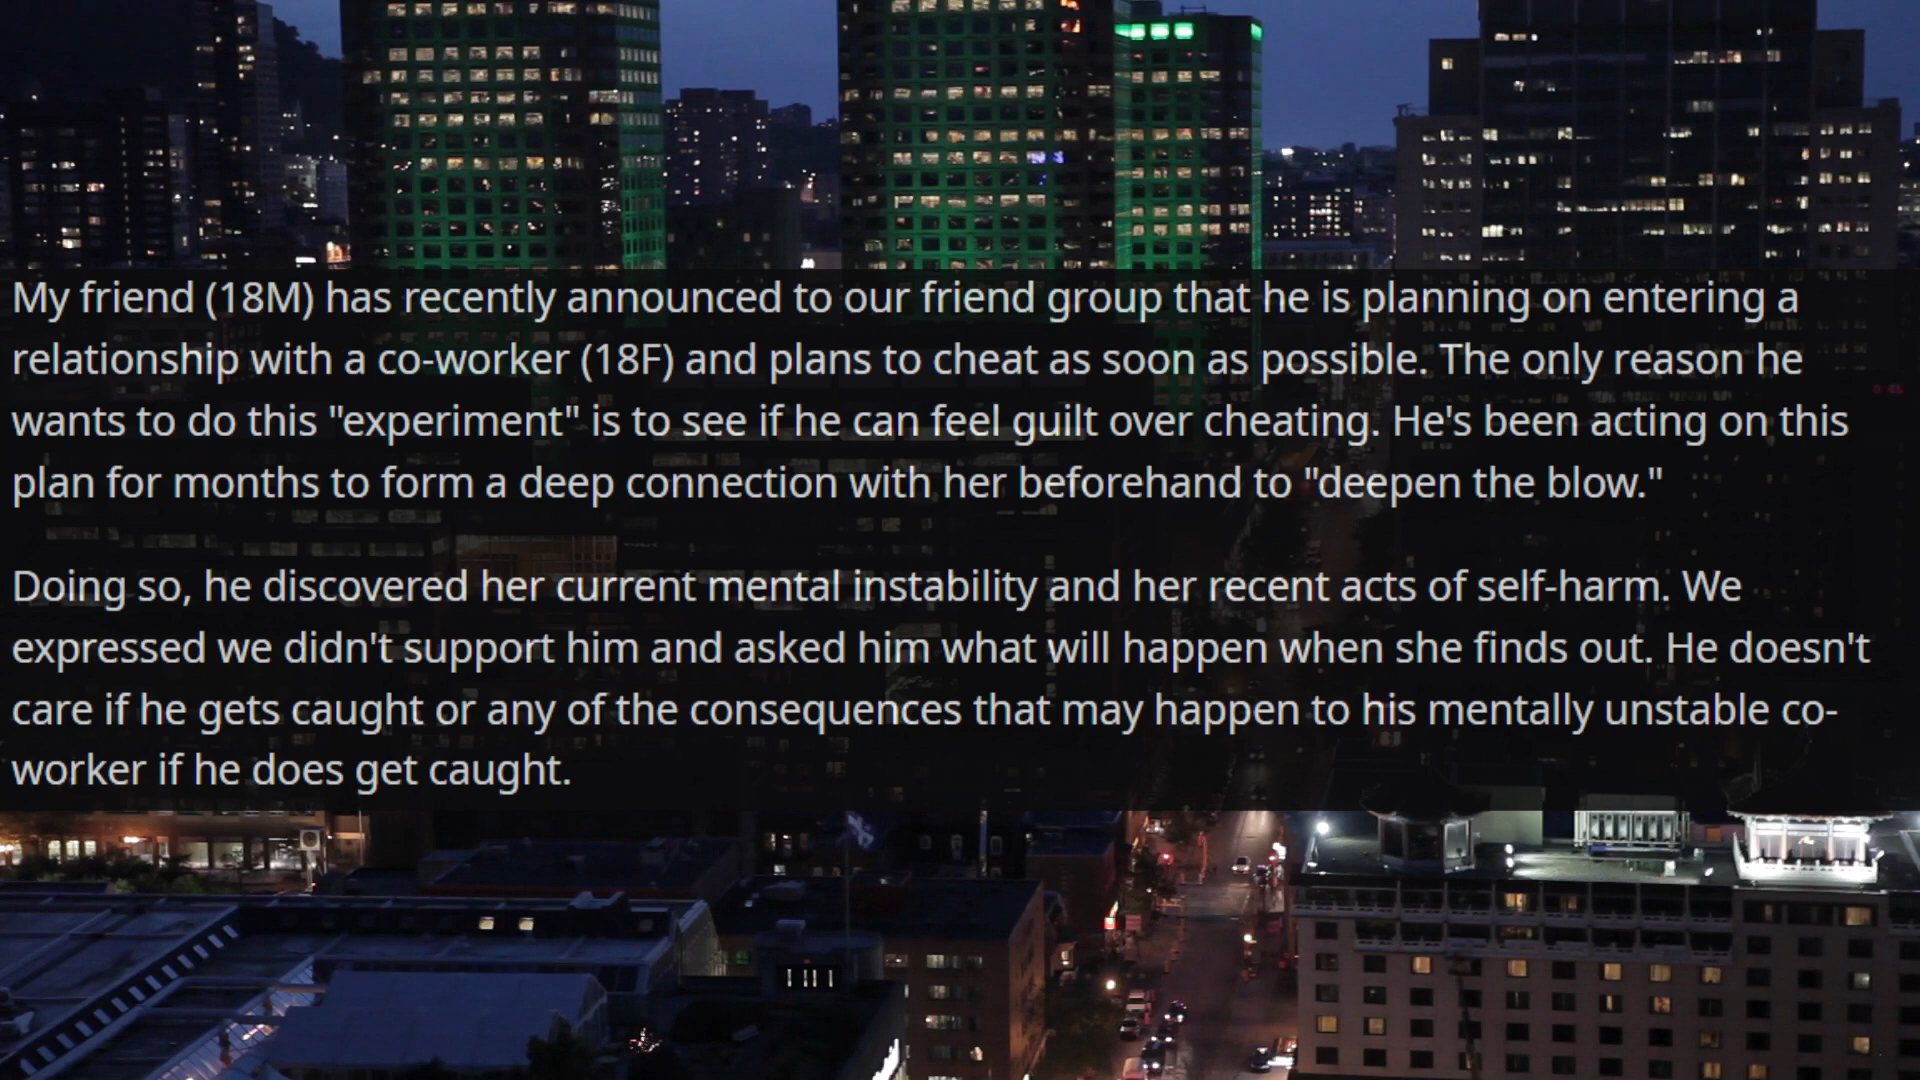 My friend (18M) has recently announced to our friend group that he is planning on entering a
relationship with a co-worker (18F) and plans to cheat as soon as possible. The only reason he
wants to do this "experiment" is to see if he can feel guilt over cheating. He's been acting on this
plan for months to form a deep connection with her beforehand to "deepen the blow."
Doing so, he discovered her current mental instability and her recent acts of self-harm. We
expressed we didn't support him and asked him what will happen when she finds out. He doesn't
care if he gets caught or any of the consequences that may happen to his mentally unstable co-
worker if he does get caught.